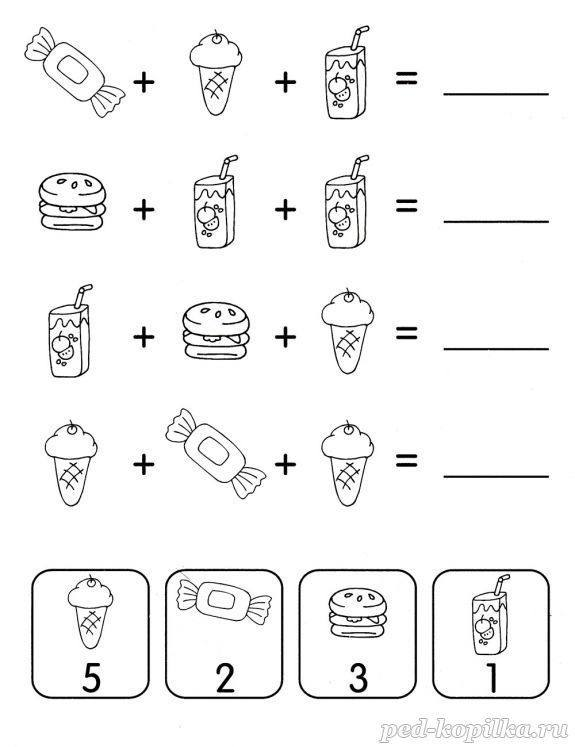 + + = ______
+ + = ______
+ + = ______
+ + = ______
5 2 3 1
ped-kopilka.ru